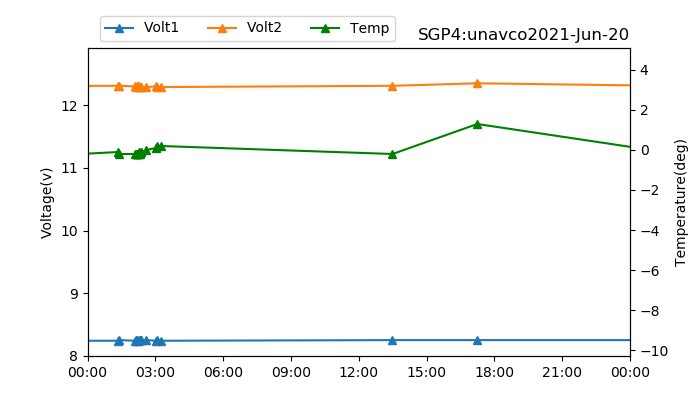 Volt1 Volt2 Temp
SGP4:unavco2021-Jun-20
Voltage(v)
12
11
10
9
8
4
2
0
−2
−4
−6
−8
−10
Temperature(deg)
00:00 03:00 06:00 09:00 12:00 15:00 18:00 21:00 00:00